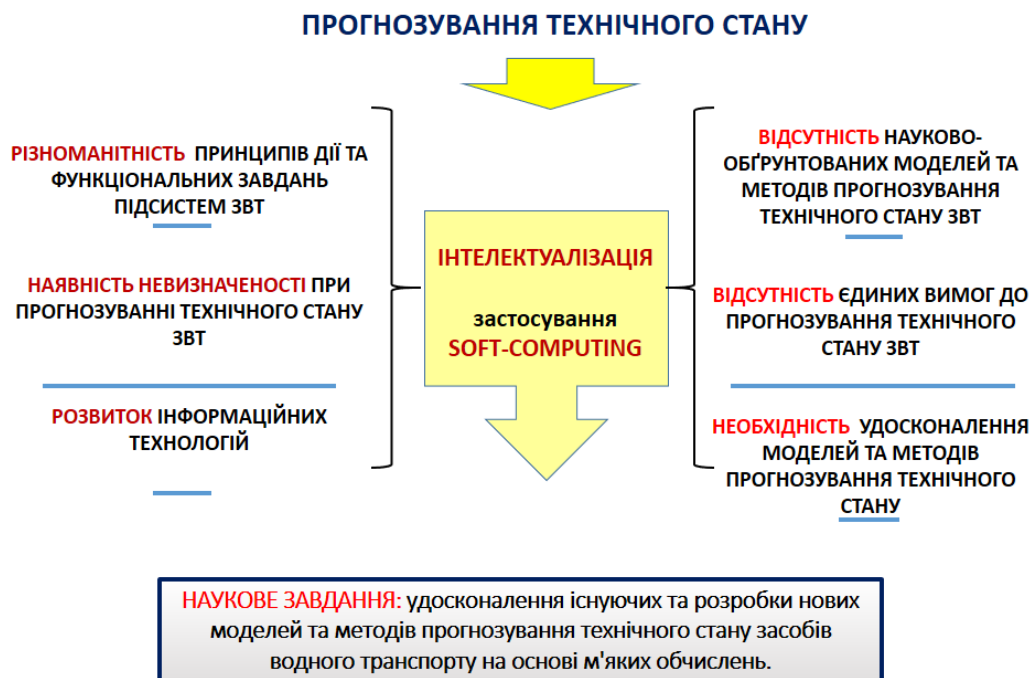 ПРОГНОЗУВАННЯ ТЕХНІЧНОГО СТАНУ
РІЗНОМАНІТНІСТЬ ПРИНЦИПІВ ДІЇ ТА
ФУНКЦІОНАЛЬНИХ ЗАВДАНЬ
ПІДСИСТЕМ ЗВТ
НАЯВНІСТЬ НЕВИЗНАЧЕНОСТІ ПРИ
ПРОГНОЗУВАННІ ТЕХНІЧНОГО СТАНУ
ЗВТ
РОЗВИТОК ІНФОРМАЦІЙНИХ
ТЕХНОЛОГІЙ
ІНТЕЛЕКТУАЛІЗАЦІЯ
застосування
SOFT-COMPUTING
ВІДСУТНІСТЬ НАУКОВО-
ОБҐРУНТОВАНИХ МОДЕЛЕЙ ТА
МЕТОДІВ ПРОГНОЗУВАННЯ
ТЕХНІЧНОГО СТАНУ ЗВТ
ВІДСУТНІСТЬ ЄДИНИХ ВИМОГ ДО
ПРОГНОЗУВАННЯ ТЕХНІЧНОГО
СТАНУ ЗВТ
НЕОБХІДНІСТЬ УДОСКОНАЛЕННЯ
МОДЕЛЕЙ ТА МЕТОДІВ
ПРОГНОЗУВАННЯ ТЕХНІЧНОГО
СТАНУ
НАУКОВЕ ЗАВДАННЯ: удосконалення існуючих та розробки нових
моделей та методів прогнозування технічного стану засобів
водного транспорту на основі м'яких обчислень.